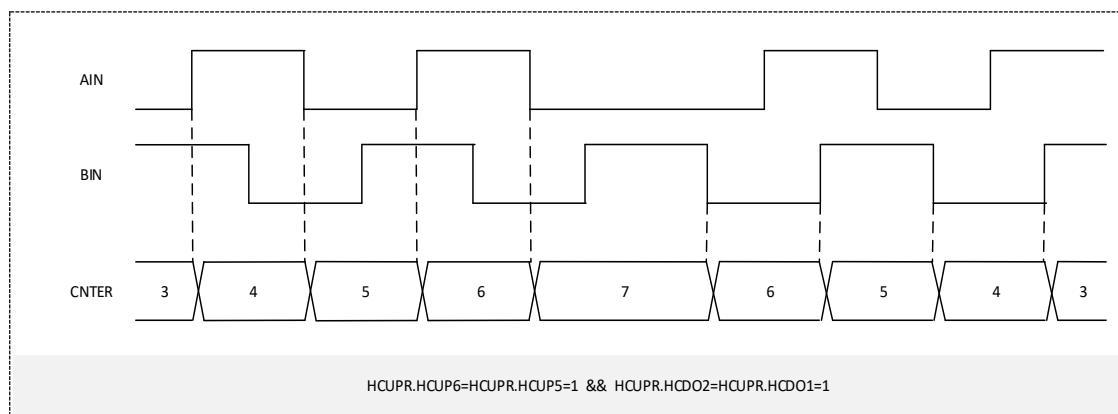 AIN
BIN
CNTER 3 4 5 6 7 6 5 4 3
HCUPR.HCUP6=HCUPR.HCUP5=1 && HCUPR.HCDO2=HCUPR.HCDO1=1